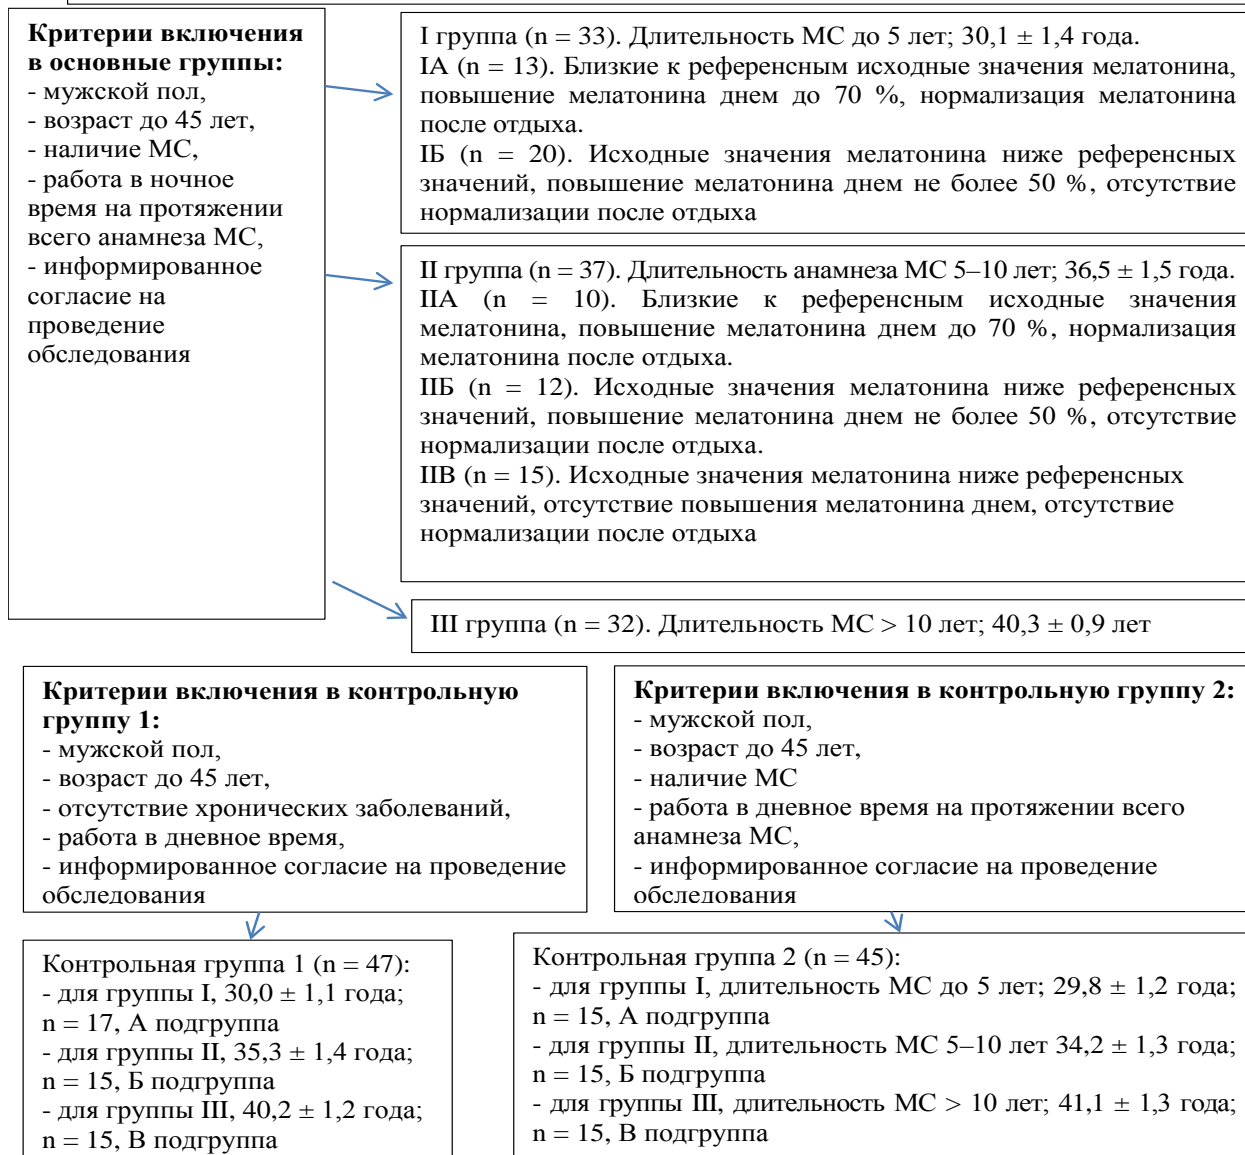 Критерии включения
в основные группы:
- мужской пол,
- возраст до 45 лет,
- наличие МС,
- работа в ночное
время на протяжении
всего анамнеза МС,
- информированное
согласие на
проведение
обследования
I группа (n = 33). Длительность МС до 5 лет; 30,1 ± 1,4 года.
IА (n = 13). Близкие к референсным исходные значения мелатонина,
повышение мелатонина днем до 70 %, нормализация мелатонина
после отдыха.
IБ (n = 20). Исходные значения мелатонина ниже референсных
значений, повышение мелатонина днем не более 50 %, отсутствие
нормализации после отдыха
II группа (n = 37). Длительность анамнеза МС 5–10 лет; 36,5 ± 1,5 года.
IIА (n = 10). Близкие к референсным исходные значения
мелатонина, повышение мелатонина днем до 70 %, нормализация
мелатонина после отдыха.
IIБ (n = 12). Исходные значения мелатонина ниже референсных
значений, повышение мелатонина днем не более 50 %, отсутствие
нормализации после отдыха.
IIВ (n = 15). Исходные значения мелатонина ниже референсных
значений, отсутствие повышения мелатонина днем, отсутствие
нормализации после отдыха
III группа (n = 32). Длительность МС > 10 лет; 40,3 ± 0,9 лет
Критерии включения в контрольную
группу 1:
- мужской пол,
- возраст до 45 лет,
- отсутствие хронических заболеваний,
- работа в дневное время,
- информированное согласие на проведение
обследования
Критерии включения в контрольную группу 2:
- мужской пол,
- возраст до 45 лет,
- наличие МС
- работа в дневное время на протяжении всего
анамнеза МС,
- информированное согласие на проведение
обследования
Контрольная группа 1 (n = 47):
- для группы I, 30,0 ± 1,1 года;
n = 17, А подгруппа
- для группы II, 35,3 ± 1,4 года;
n = 15, Б подгруппа
- для группы III, 40,2 ± 1,2 года;
n = 15, В подгруппа
Контрольная группа 2 (n = 45):
- для группы I, длительность МС до 5 лет; 29,8 ± 1,2 года;
n = 15, А подгруппа
- для группы II, длительность МС 5–10 лет 34,2 ± 1,3 года;
n = 15, Б подгруппа
- для группы III, длительность МС > 10 лет; 41,1 ± 1,3 года;
n = 15, В подгруппа